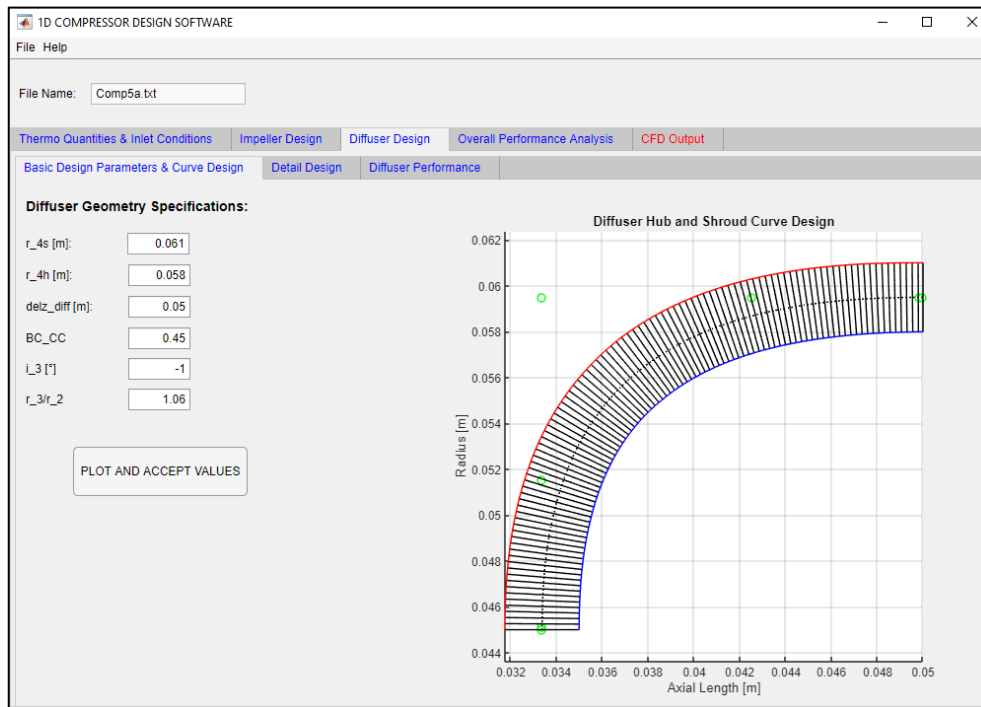 1D COMPRESSOR DESIGN SOFTWARE
File Help
File Name: Comp5a.txt
Thermo Quantities & Inlet Conditions Impeller Design Diffuser Design Overall Performance Analysis CFD Output
Basic Design Parameters & Curve Design Detail Design Diffuser Performance
Diffuser Geometry Specifications:
r_4s [m]: 0.061
r_4h [m]: 0.058
delz_diff [m]: 0.05
BC_CC 0.45
i_3 [°] -1
r_3/r_2 1.06
PLOT AND ACCEPT VALUES
Diffuser Hub and Shroud Curve Design
0.062
0.06
0.058
0.056
0.054
0.052
0.05
0.048
0.046
0.044
Radius [m]
0.032 0.034 0.036 0.038 0.04 0.042 0.044 0.046 0.048 0.05
Axial Length [m]